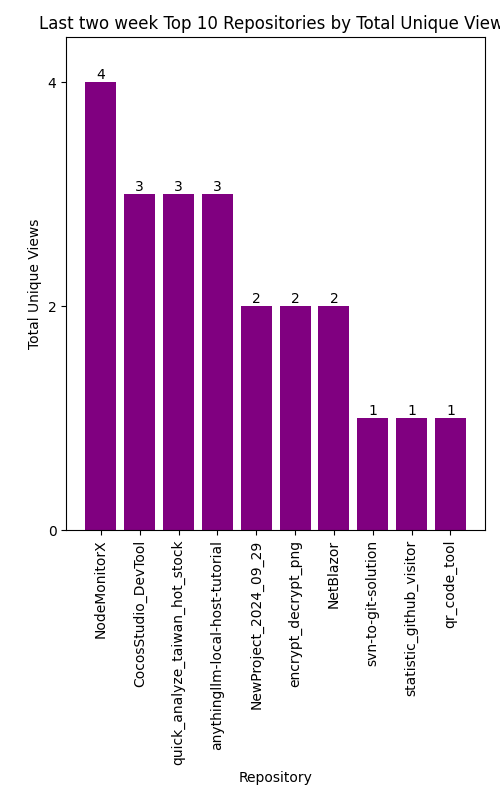 Last two week Top 10 Repositories by Total Unique View
4
3
3
3
2
2
2
1
1
1
4
2
0
Total Unique Views
NodeMonitorX
CocosStudio_DevTool
quick_analyze_taiwan_hot_stock
anythingllm-local-host-tutorial
NewProject_2024_09_29
encrypt_decrypt_png
NetBlazor
svn-to-git-solution
statistic_github_visitor
qr_code_tool
Repository